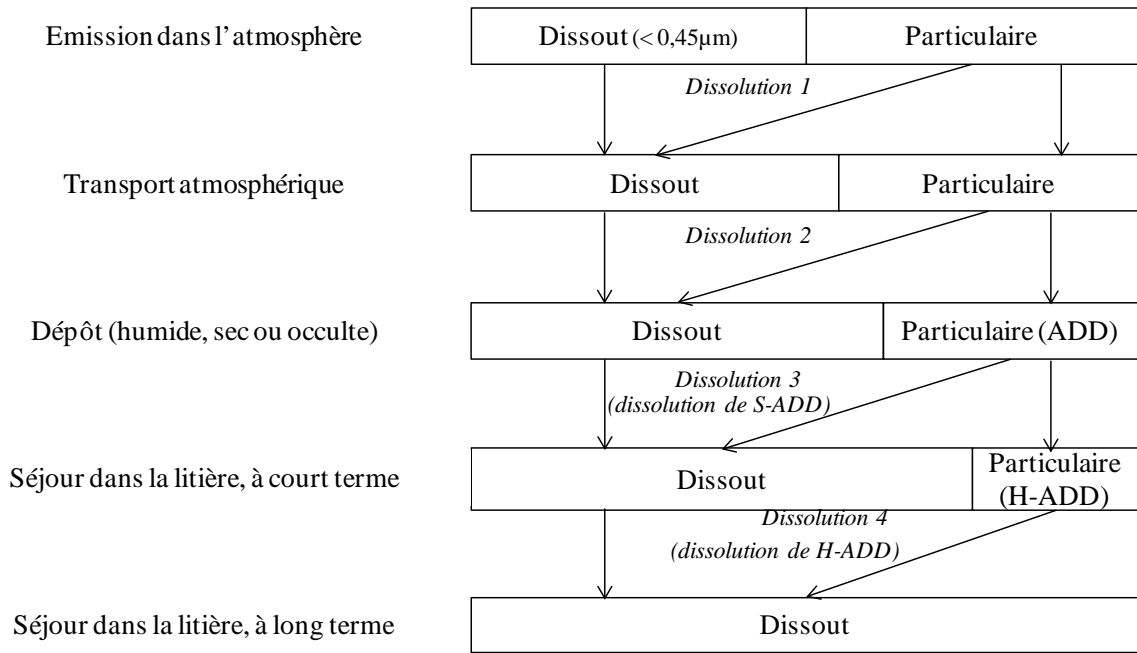 Emission dans l'atmosphère
Dissout (< 0,45µm)
Particulaire
Dissolution 1
Transport atmosphérique
Dissout
Particulaire
Dissolution 2
Dépôt (humide, sec ou occulte)
Dissout
Particulaire (ADD)
Dissolution 3
(dissolution de S-ADD)
Séjour dans la litière, à court terme
Dissout
Particulaire
(H-ADD)
Dissolution 4
(dissolution de H-ADD)
Séjour dans la litière, à long terme
Dissout